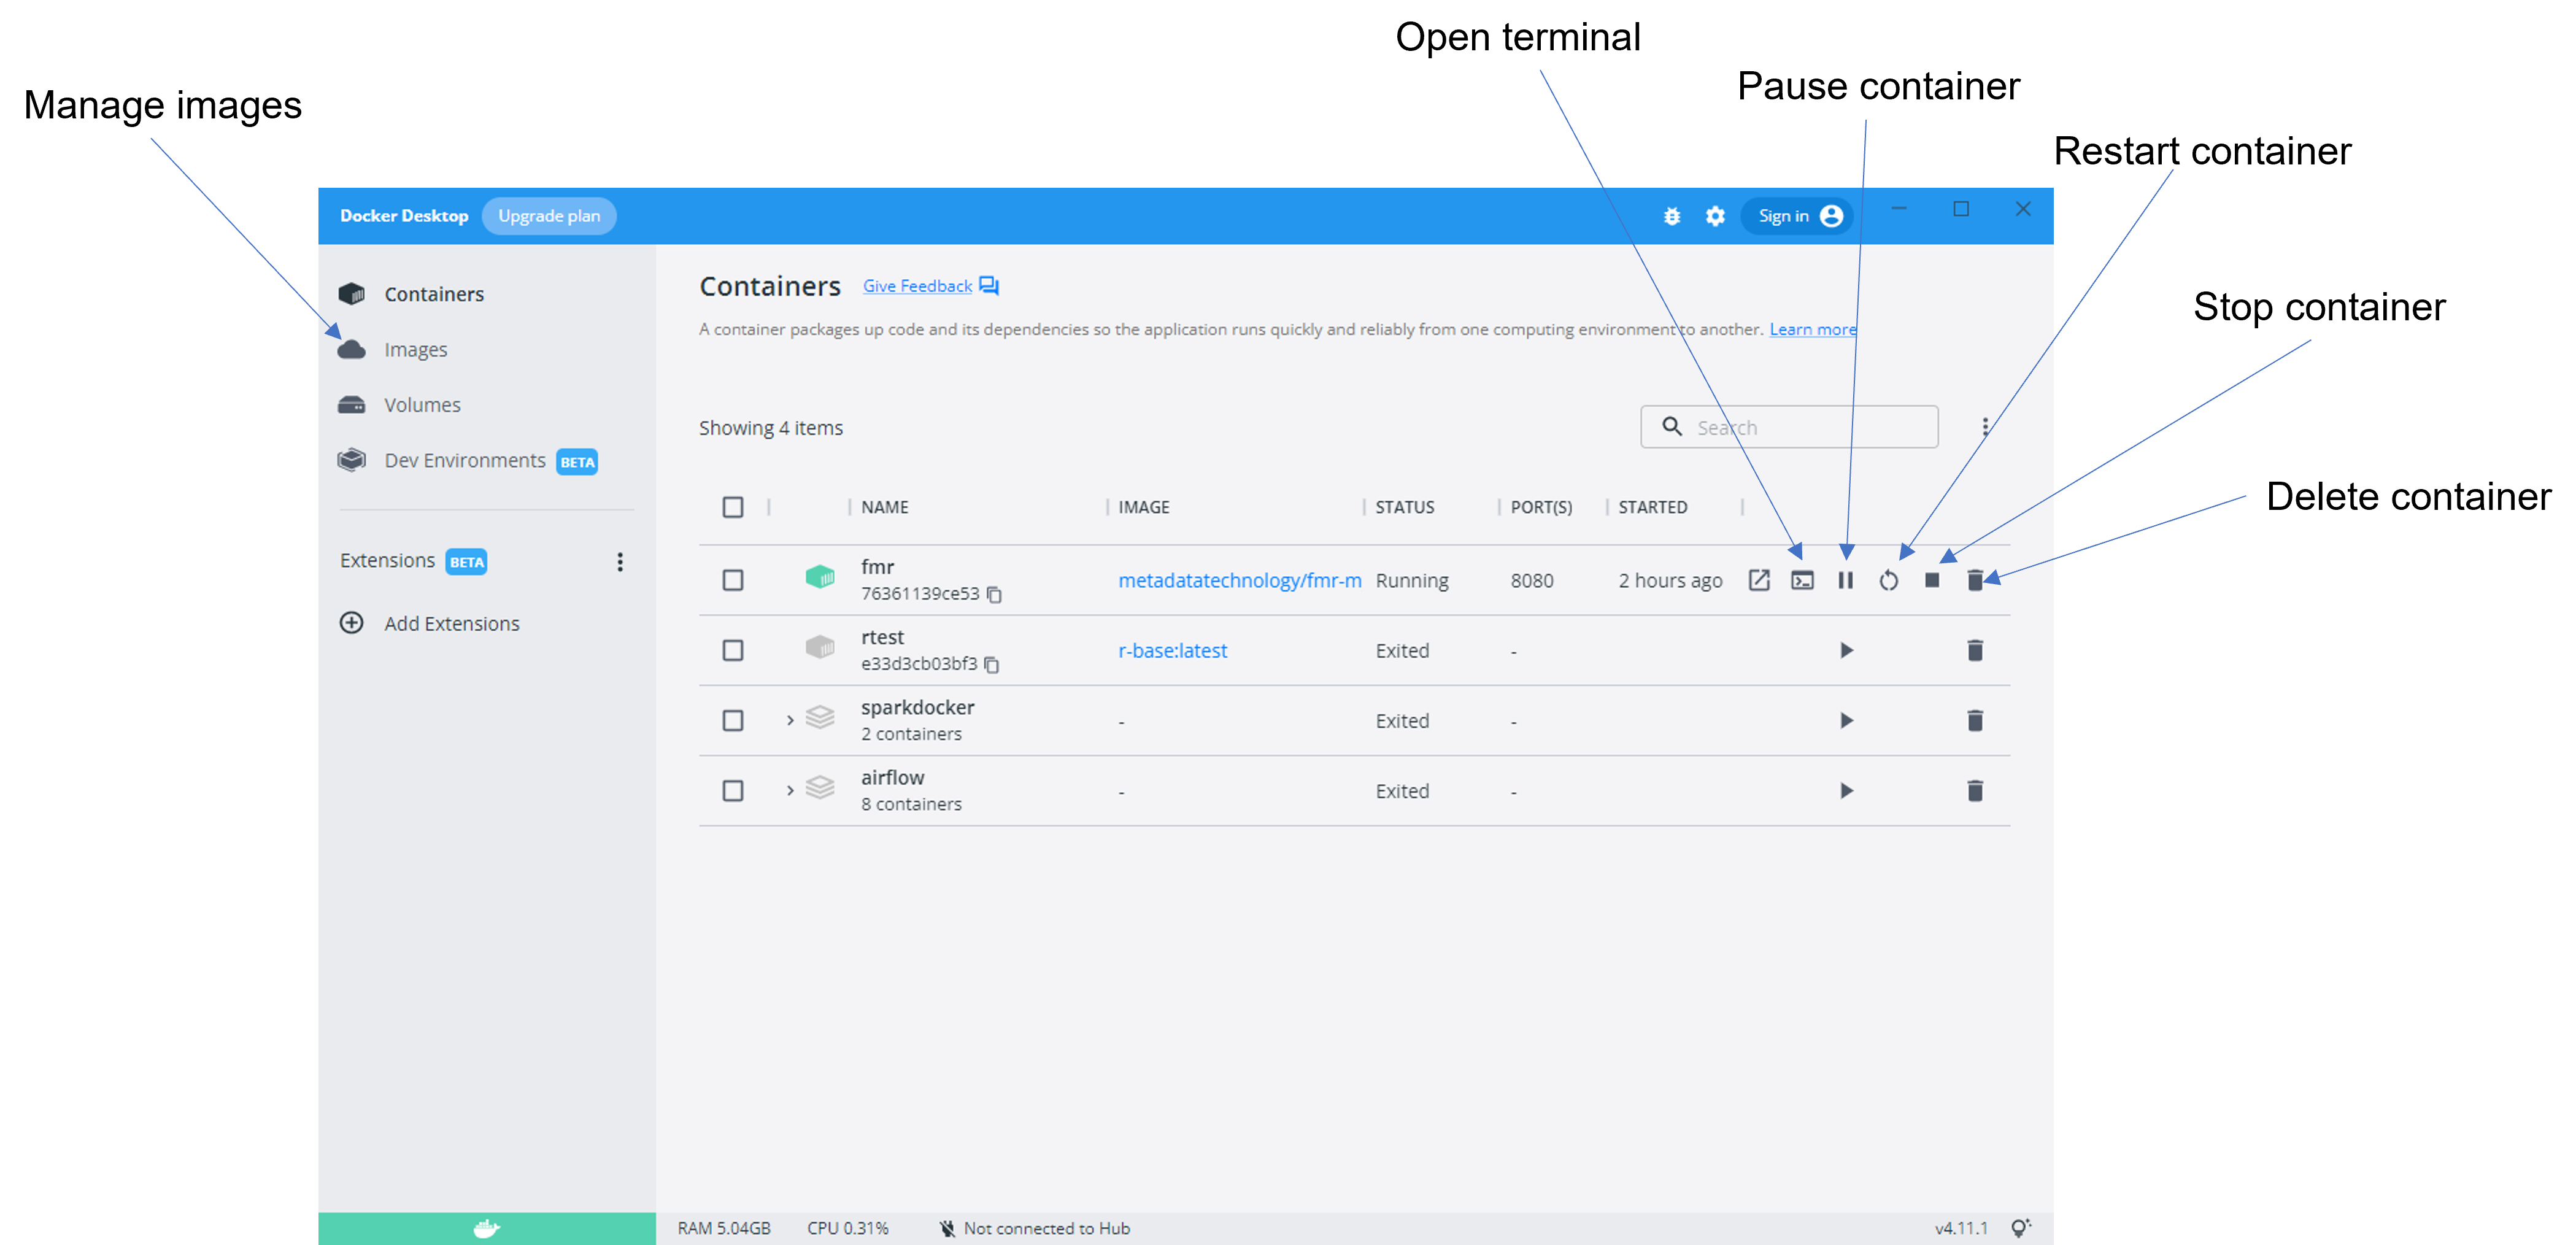 Open terminal
Pause container
Manage images
Restart container
Docker Desktop Upgrade plan Sign in
Containers
Images
Volumes
Dev Environments BETA
Extensions BETA
Add Extensions
Containers Give Feedback
A container packages up code and its dependencies so the application runs quickly and reliably from one computing environment to another. Learn more
Stop container
Showing 4 items Search
Delete container
NAME IMAGE STATUS PORT(S) STARTED
fmr
76361139ce53 metadatatechnology/fmr-m Running 8080 2 hours ago
rtest
e33d3cb03bf3 r-base:latest Exited -
sparkdocker
2 containers - Exited -
airflow
8 containers - Exited -
RAM 5.04GB CPU 0.31% Not connected to Hub v4.11.1